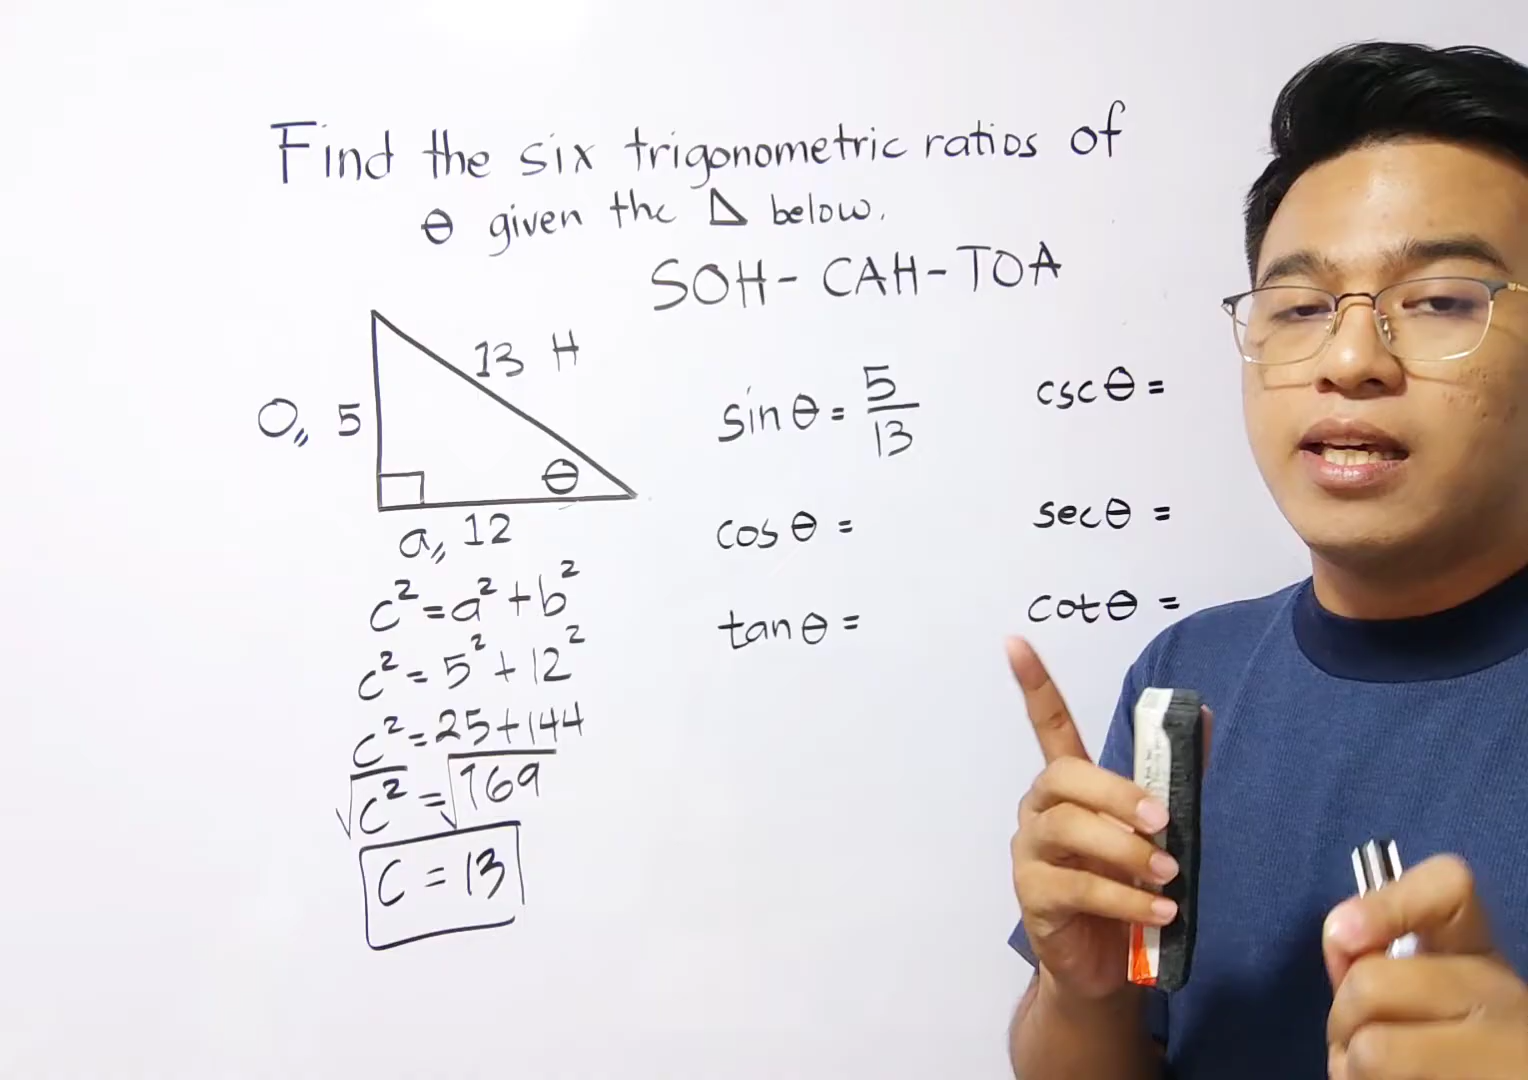 Find the six trigonometric ratios of
θ given the △ below.
SOH - CAH - TOA
13 H
O,, 5
θ
a,, 12
c² = a² + b²
c² = 5² + 12²
c² = 25 + 144
√c² = √169
C = 13
sin θ = 5/13
cos θ =
tan θ =
csc θ =
sec θ =
cot θ =